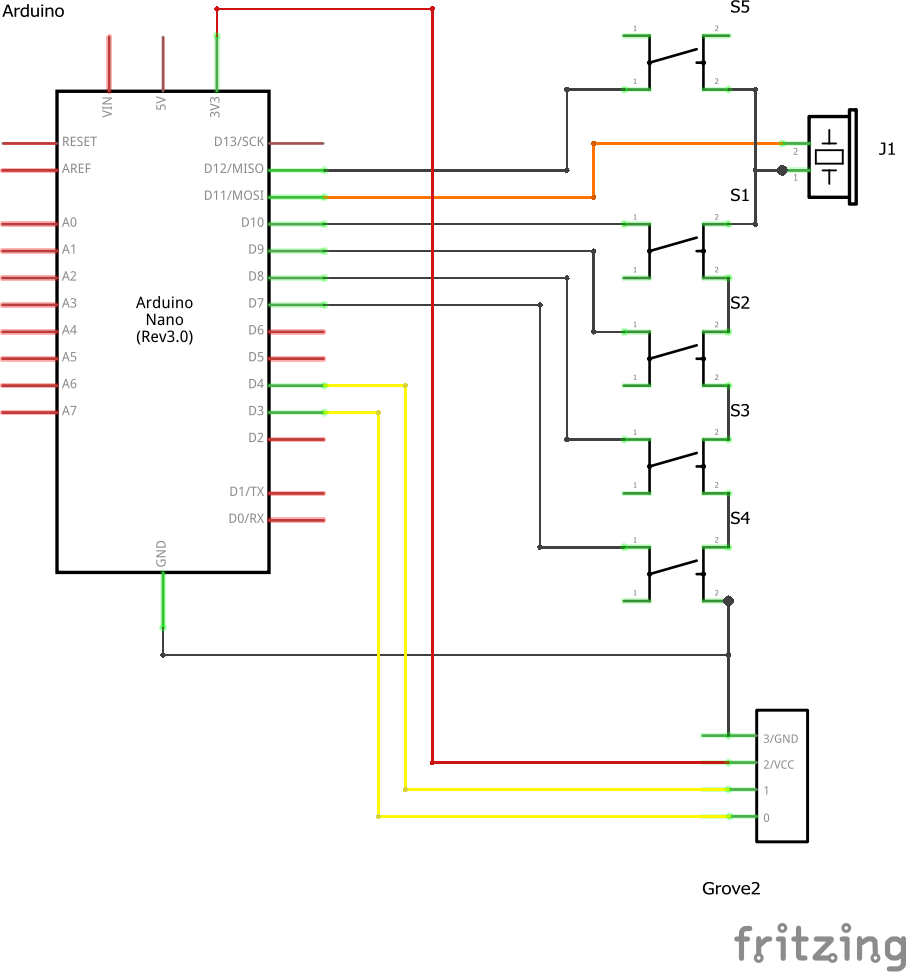 Arduino
S5
1
2
1
2
VIN
5V
3V3
RESET
D13/SCK
AREF
D12/MISO
D11/MOSI
J1
2
1
S1
A0
D10
1
2
A1
D9
A2
D8
1
2
A3
D7
Arduino
Nano
(Rev3.0)
S2
A4
D6
1
2
A5
D5
A6
D4
1
2
A7
D3
S3
D2
1
2
D1/TX
1
2
D0/RX
S4
GND
1
2
1
2
3/GND
2/VCC
1
0
Grove2
fritzing